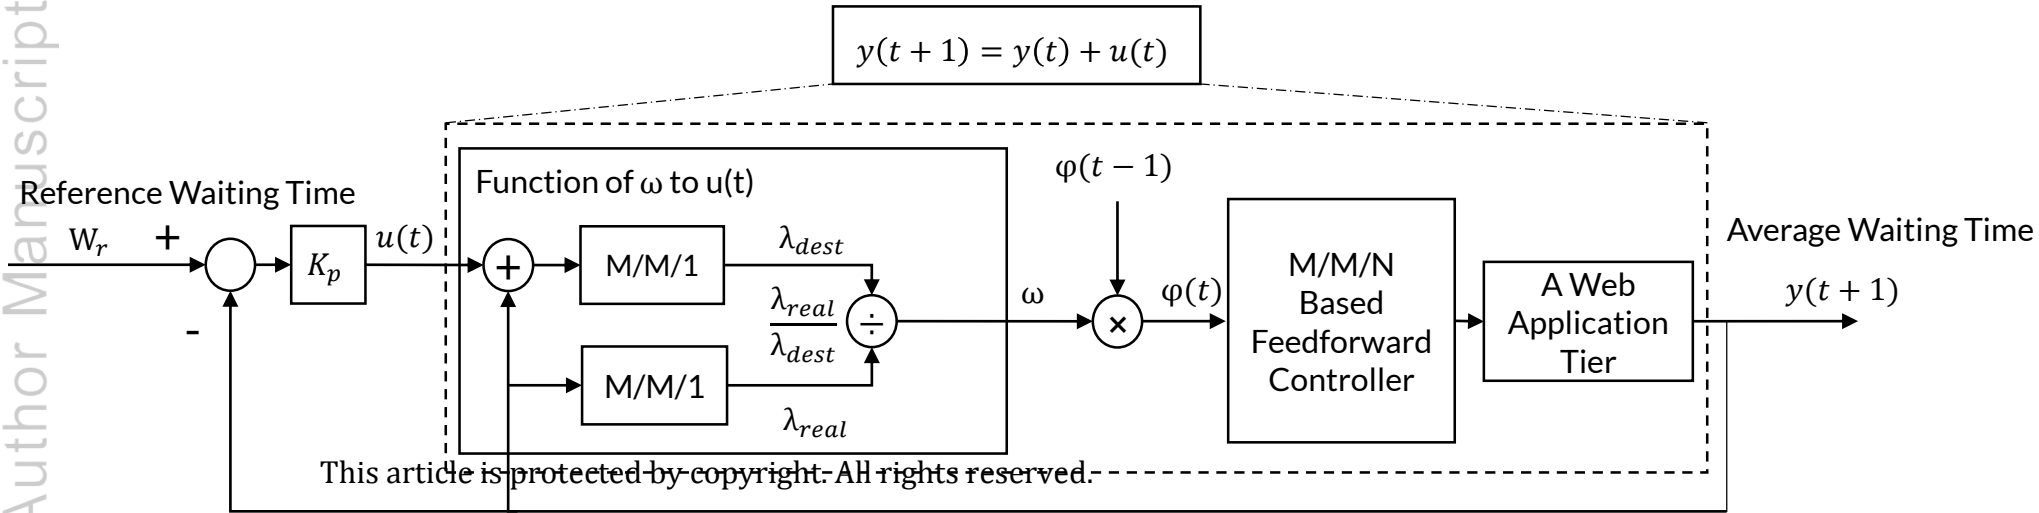 Author Manuscript
y(t + 1) = y(t) + u(t)
Function of ω to u(t)
φ(t − 1)
Reference Waiting Time
W_r
+
-
K_p
u(t)
+
M/M/1
λ_dest
λ_real
λ_dest
÷
M/M/1
λ_real
ω
×
φ(t)
M/M/N
Based
Feedforward
Controller
A Web
Application
Tier
Average Waiting Time
y(t + 1)
This article is protected by copyright. All rights reserved.